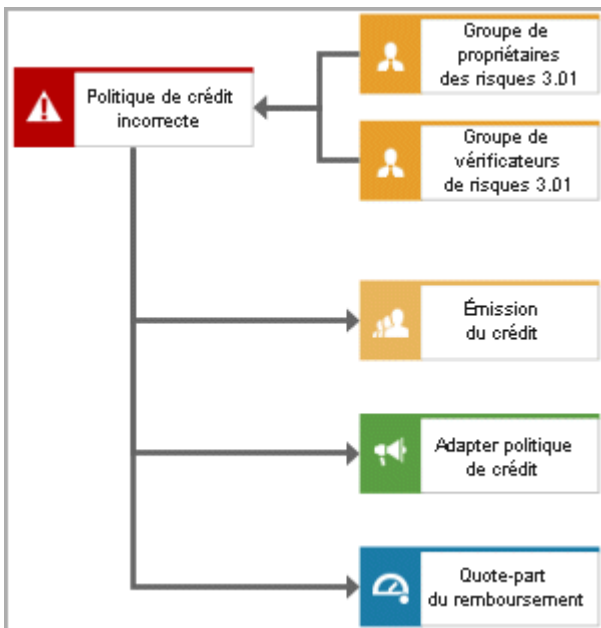 Groupe de
propriétaires
des risques 3.01
Politique de crédit
incorrecte
Groupe de
vérificateurs
de risques 3.01
Émission
du crédit
Adapter politique
de crédit
Quote-part
du remboursement